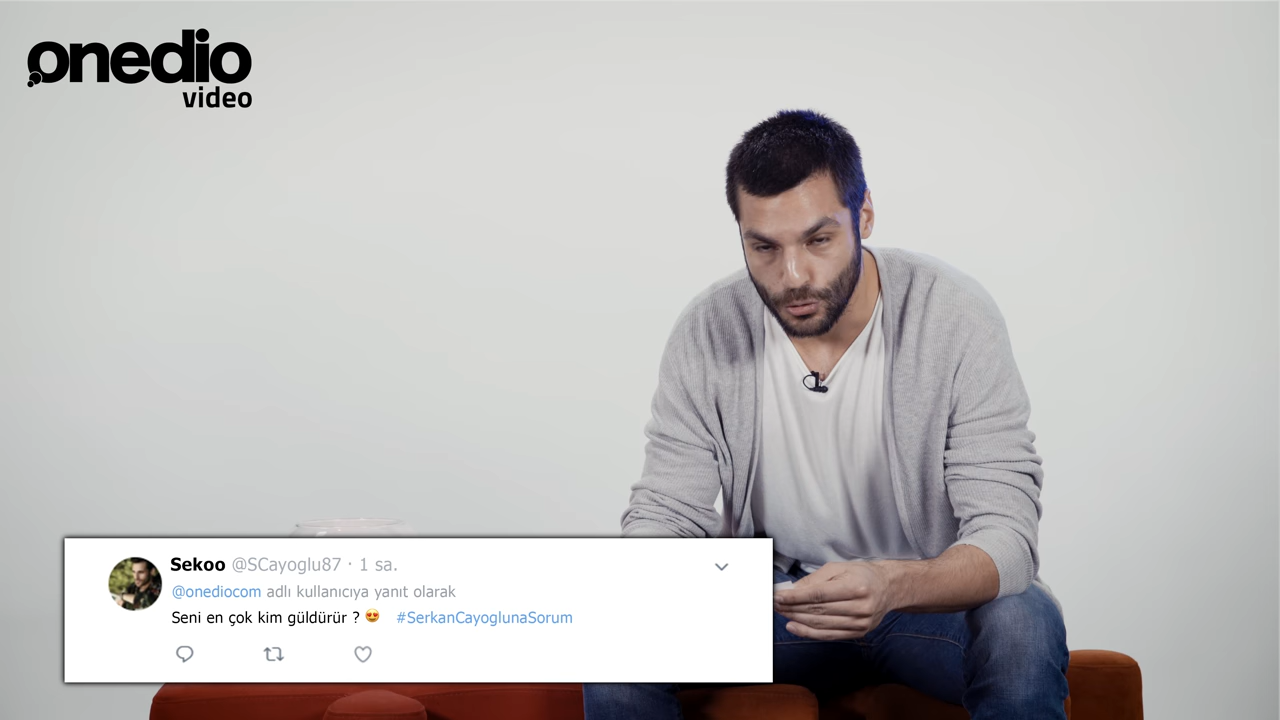 onedio
video
Sekoo @SCayoglu87 · 1 sa.
@onediocom adlı kullanıcıya yanıt olarak
Seni en çok kim güldürür ? 😍 #SerkanCayoglunaSorum